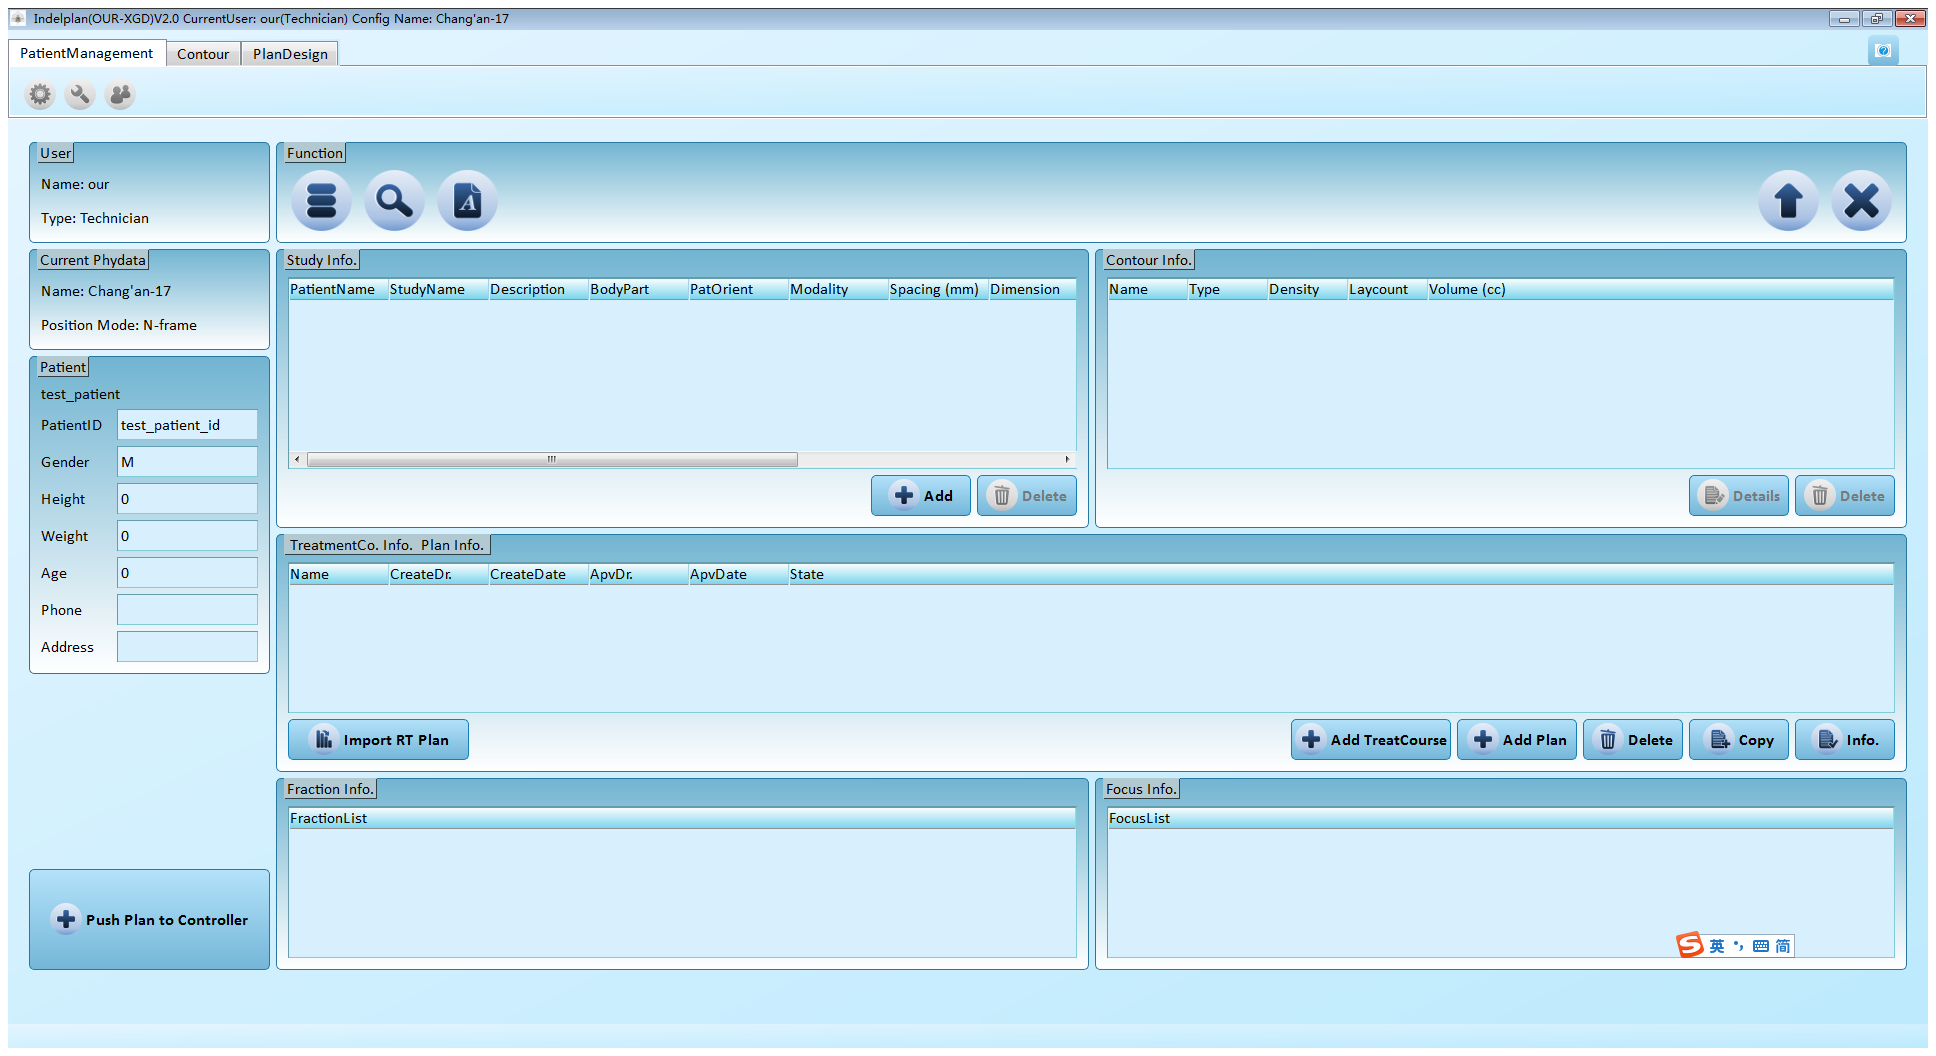 Indelplan(OUR-XGD)V2.0 CurrentUser: our(Technician) Config Name: Chang'an-17
PatientManagement Contour PlanDesign
User
Name: our
Type: Technician
Function
A
Current Phydata
Name: Chang'an-17
Position Mode: N-frame
Study Info.
PatientName StudyName Description BodyPart PatOrient Modality Spacing (mm) Dimension
Add Delete
Contour Info.
Name Type Density Laycount Volume (cc)
Details Delete
Patient
test_patient
PatientID test_patient_id
Gender M
Height 0
Weight 0
Age 0
Phone
Address
TreatmentCo. Info. Plan Info.
Name CreateDr. CreateDate ApvDr. ApvDate State
Import RT Plan Add TreatCourse Add Plan Delete Copy Info.
Fraction Info.
FractionList
Focus Info.
FocusList
Push Plan to Controller
S 英 简